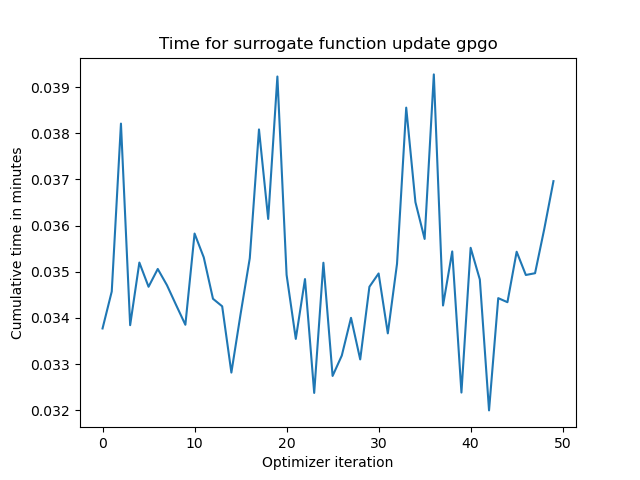 Time for surrogate function update gpgo
Cumulative time in minutes
0.039
0.038
0.037
0.036
0.035
0.034
0.033
0.032
0 10 20 30 40 50
Optimizer iteration